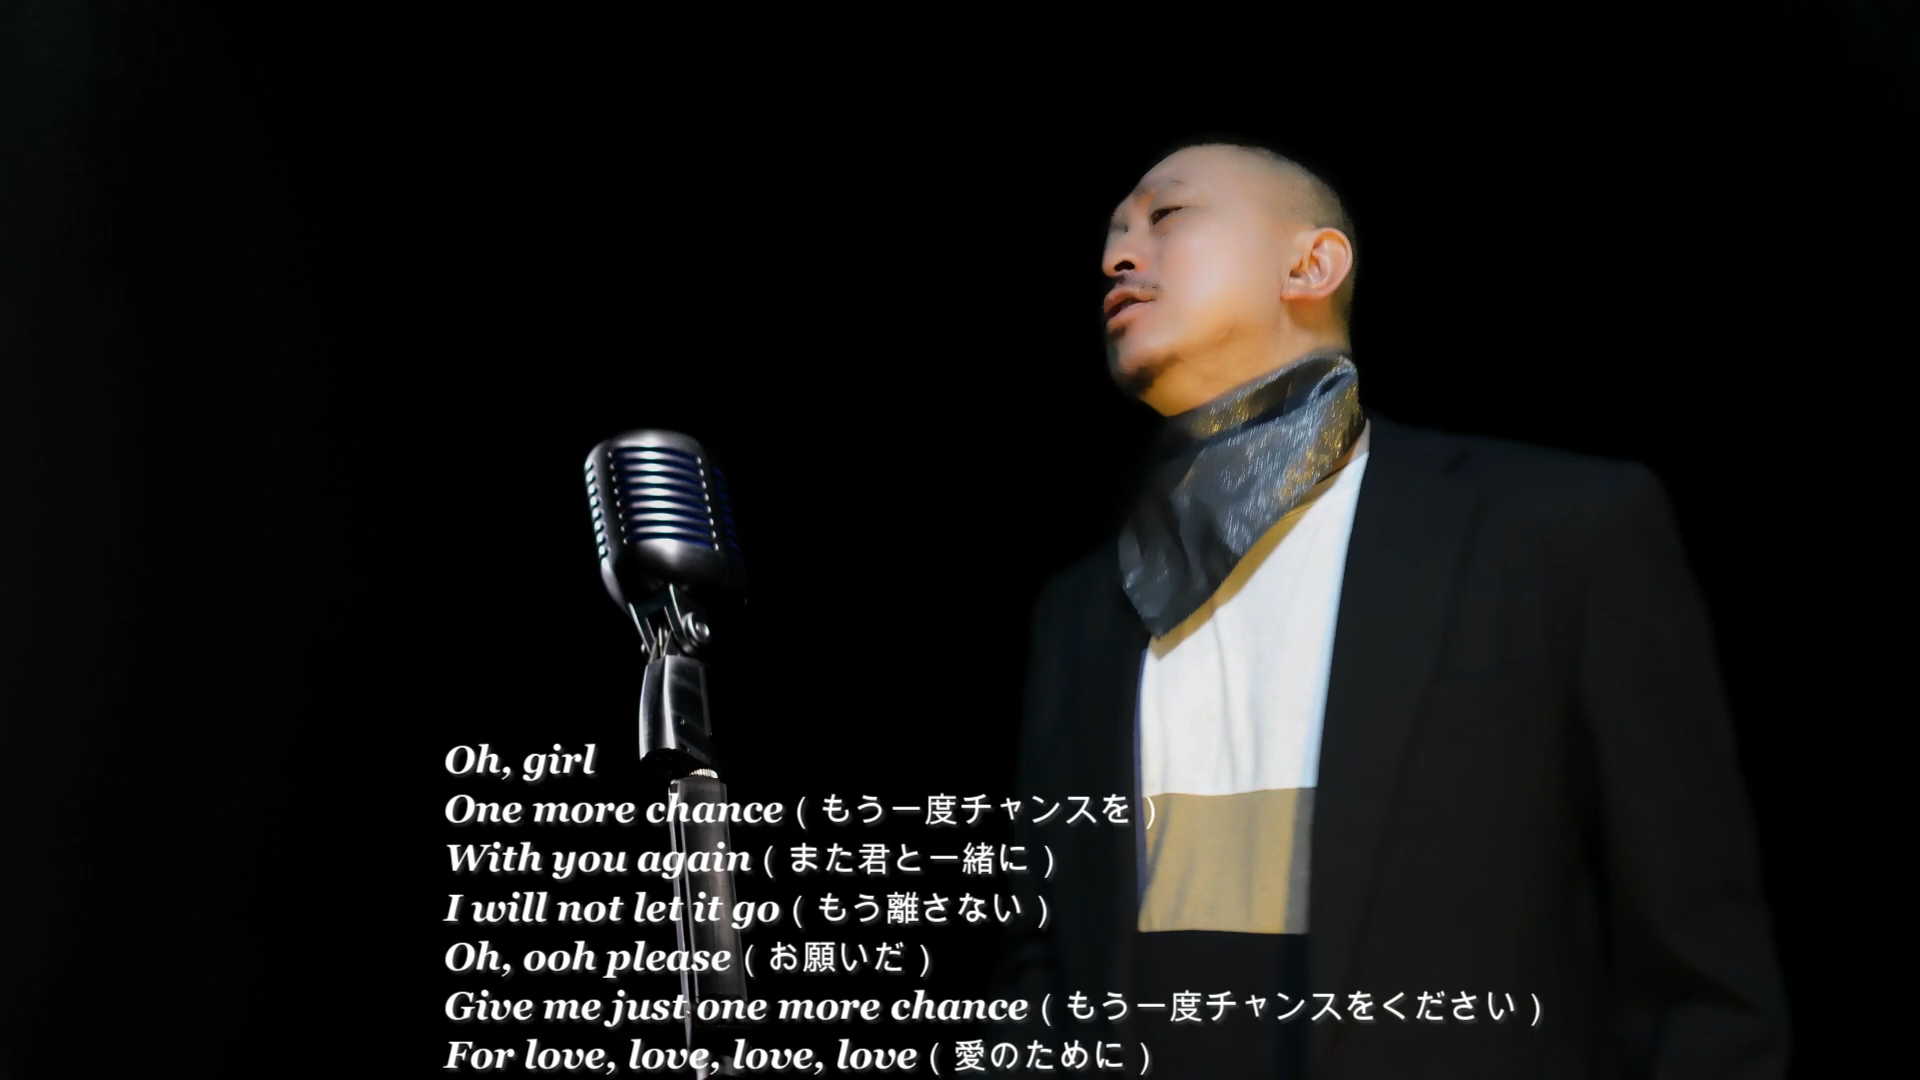 Oh, girl
One more chance ( もう一度チャンスを )
With you again ( また君と一緒に )
I will not let it go ( もう離さない )
Oh, ooh please ( お願いだ )
Give me just one more chance ( もう一度チャンスをください )
For love, love, love, love ( 愛のために )